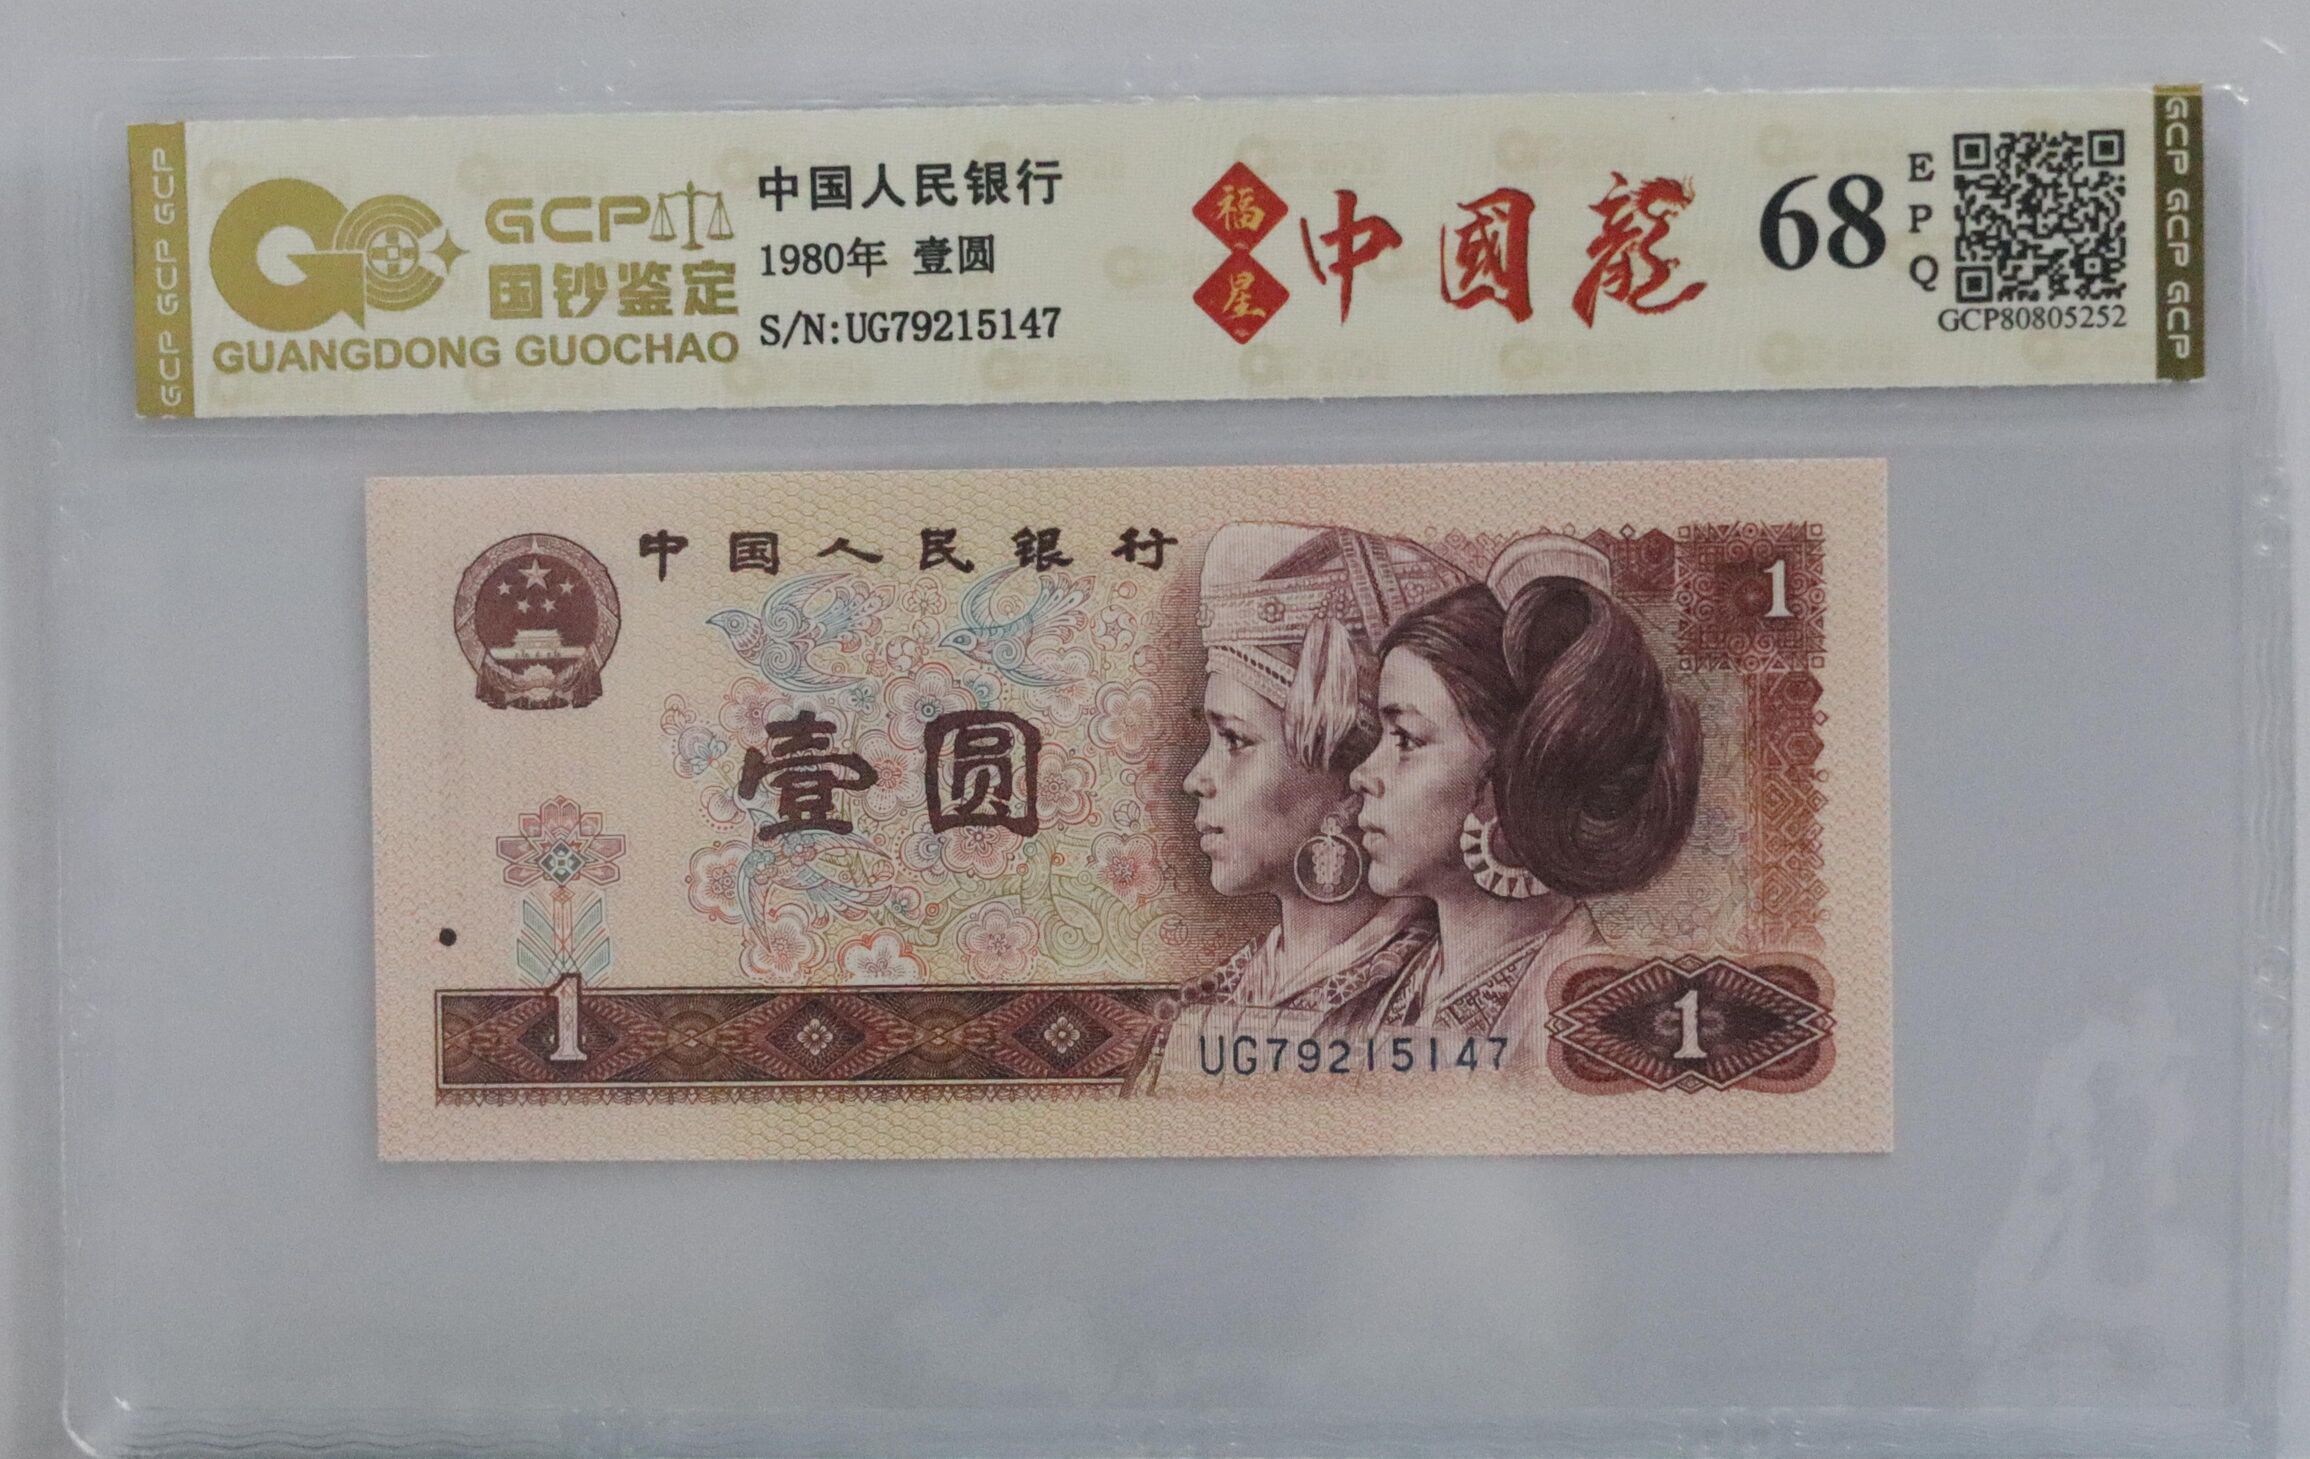 GCP GCP GCP
GCP
国钞鉴定
GUANGDONG GUOCHAO
中国人民银行
1980年 壹圆
S/N:UG79215147
福星
中國龍
68
EPQ
GCP80805252
GCP GCP GCP
中国人民银行
1
壹圆
1
UG79215147
1